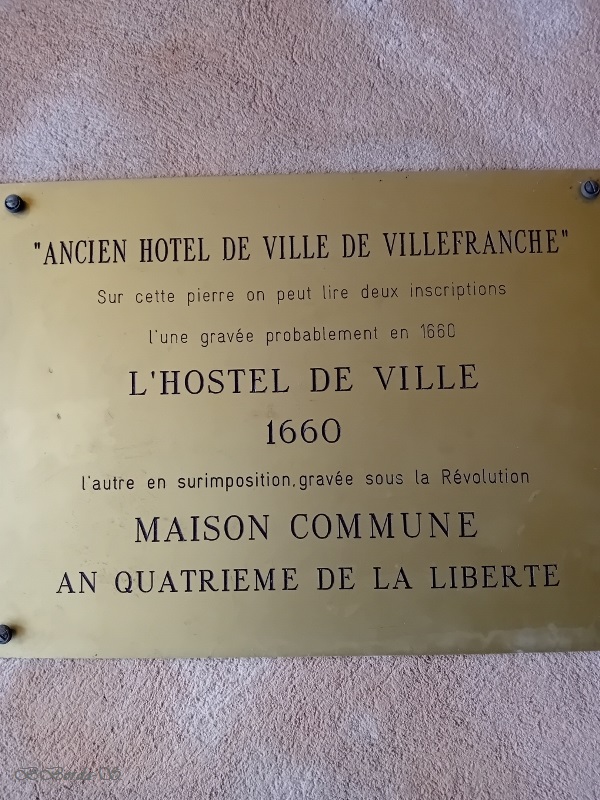 "ANCIEN HOTEL DE VILLE DE VILLEFRANCHE"
Sur cette pierre on peut lire deux inscriptions
l'une gravée probablement en 1660
L'HOSTEL DE VILLE
1660
l'autre en surimposition, gravée sous la Révolution
MAISON COMMUNE
AN QUATRIEME DE LA LIBERTE